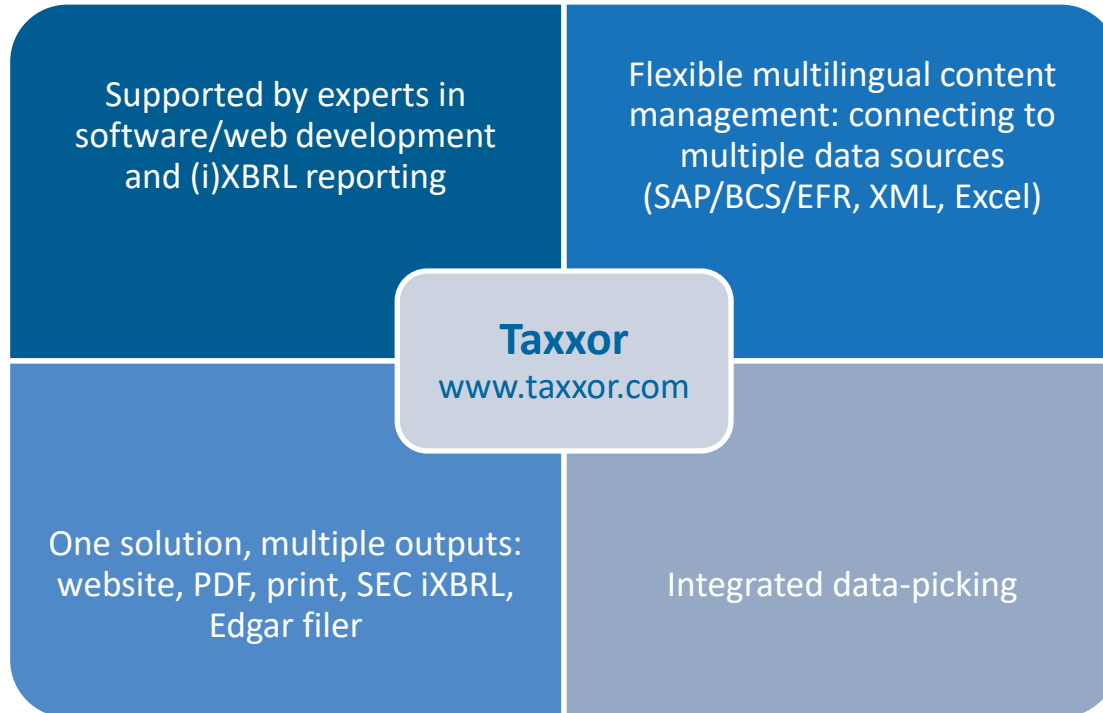 Supported by experts in
software/web development
and (i)XBRL reporting
Flexible multilingual content
management: connecting to
multiple data sources
(SAP/BCS/EFR, XML, Excel)
Taxxor
www.taxxor.com
One solution, multiple outputs:
website, PDF, print, SEC iXBRL,
Edgar filer
Integrated data-picking